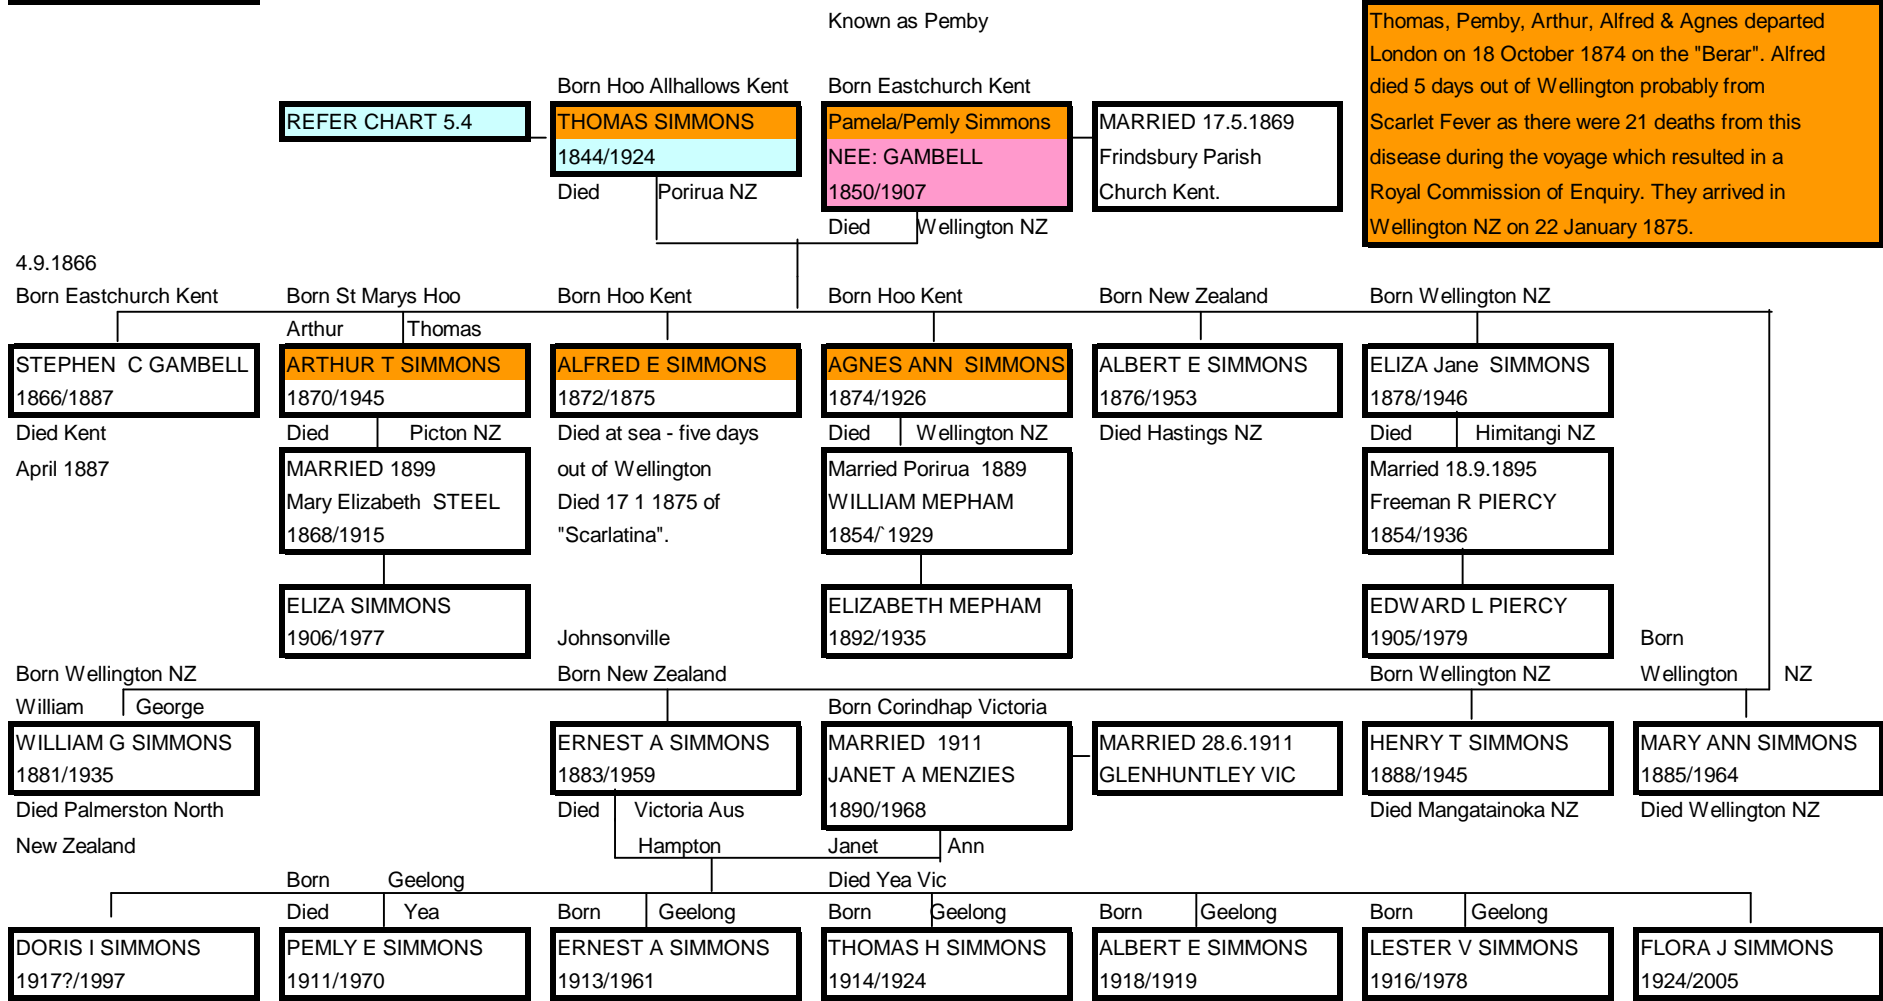 Known as Pemby
Thomas, Pemby, Arthur, Alfred & Agnes departed
London on 18 October 1874 on the "Berar". Alfred
died 5 days out of Wellington probably from
Scarlet Fever as there were 21 deaths from this
disease during the voyage which resulted in a
Royal Commission of Enquiry. They arrived in
Wellington NZ on 22 January 1875.
REFER CHART 5.4
Born Hoo Allhallows Kent
THOMAS SIMMONS
1844/1924
Died Porirua NZ
Born Eastchurch Kent
Pamela/Pemly Simmons
NEE: GAMBELL
1850/1907
Died Wellington NZ
MARRIED 17.5.1869
Frindsbury Parish
Church Kent.
4.9.1866
Born Eastchurch Kent
STEPHEN C GAMBELL
1866/1887
Died Kent
April 1887
Born St Marys Hoo
Arthur Thomas
ARTHUR T SIMMONS
1870/1945
Died Picton NZ
MARRIED 1899
Mary Elizabeth STEEL
1868/1915
ELIZA SIMMONS
1906/1977
Born Hoo Kent
ALFRED E SIMMONS
1872/1875
Died at sea - five days
out of Wellington
Died 17 1 1875 of
"Scarlatina".
Born Hoo Kent
AGNES ANN SIMMONS
1874/1926
Died Wellington NZ
Married Porirua 1889
WILLIAM MEPHAM
1854/`1929
ELIZABETH MEPHAM
1892/1935
Born New Zealand
ALBERT E SIMMONS
1876/1953
Died Hastings NZ
Born Wellington NZ
ELIZA Jane SIMMONS
1878/1946
Died Himitangi NZ
Married 18.9.1895
Freeman R PIERCY
1854/1936
EDWARD L PIERCY
1905/1979
Born Wellington NZ
William George
WILLIAM G SIMMONS
1881/1935
Died Palmerston North
New Zealand
Johnsonville
Born New Zealand
ERNEST A SIMMONS
1883/1959
Died Victoria Aus
Hampton
Born Corindhap Victoria
MARRIED 1911
JANET A MENZIES
1890/1968
Janet Ann
Died Yea Vic
MARRIED 28.6.1911
GLENHUNTLEY VIC
Born Wellington NZ
HENRY T SIMMONS
1888/1945
Died Mangatainoka NZ
Born
Wellington NZ
MARY ANN SIMMONS
1885/1964
Died Wellington NZ
DORIS I SIMMONS
1917?/1997
Born Geelong
Died Yea
PEMLY E SIMMONS
1911/1970
Born Geelong
ERNEST A SIMMONS
1913/1961
Born Geelong
THOMAS H SIMMONS
1914/1924
Born Geelong
ALBERT E SIMMONS
1918/1919
Born Geelong
LESTER V SIMMONS
1916/1978
FLORA J SIMMONS
1924/2005